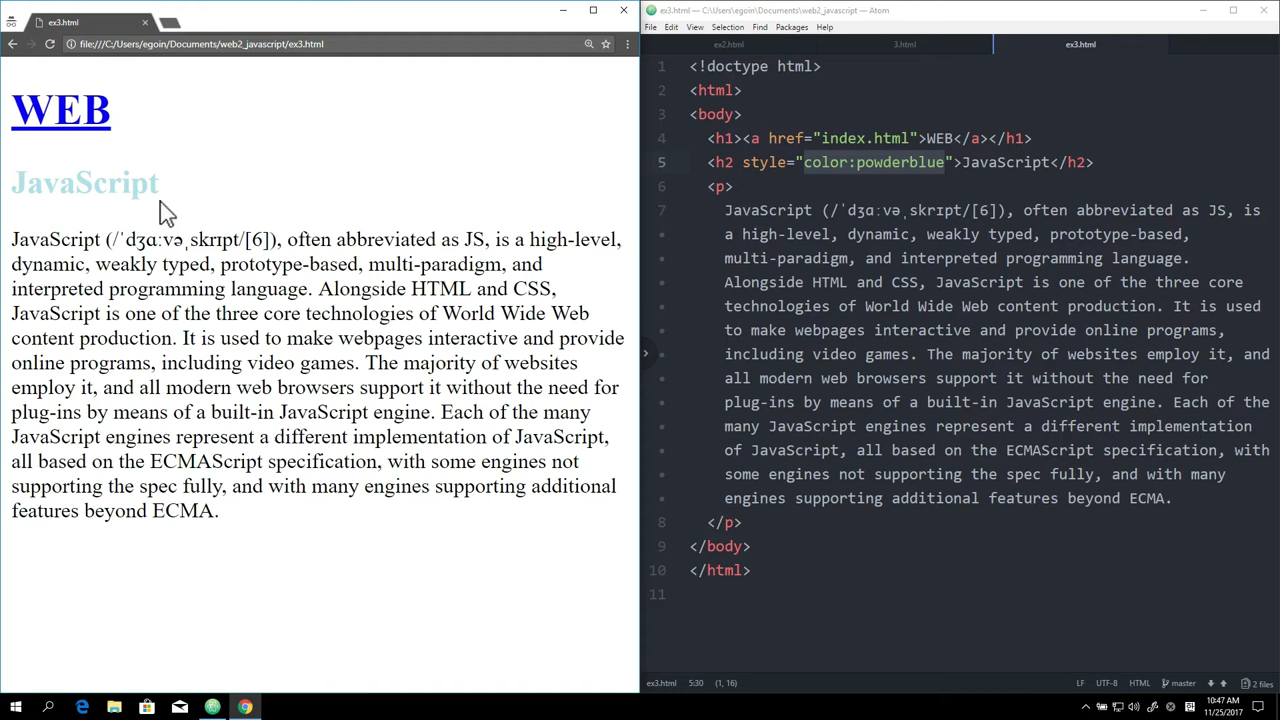 ex3.html
file:///C:/Users/egoin/Documents/web2_javascript/ex3.html
WEB
JavaScript
JavaScript (/ˈdʒɑːvəˌskrɪpt/[6]), often abbreviated as JS, is a high-level,
dynamic, weakly typed, prototype-based, multi-paradigm, and
interpreted programming language. Alongside HTML and CSS,
JavaScript is one of the three core technologies of World Wide Web
content production. It is used to make webpages interactive and provide
online programs, including video games. The majority of websites
employ it, and all modern web browsers support it without the need for
plug-ins by means of a built-in JavaScript engine. Each of the many
JavaScript engines represent a different implementation of JavaScript,
all based on the ECMAScript specification, with some engines not
supporting the spec fully, and with many engines supporting additional
features beyond ECMA.
ex3.html — C:\Users\egoin\Documents\web2_javascript — Atom
File Edit View Selection Find Packages Help
ex2.html 3.html ex3.html
1 <!doctype html>
2 <html>
3 <body>
4 <h1><a href="index.html">WEB</a></h1>
5 <h2 style="color:powderblue">JavaScript</h2>
6 <p>
7 JavaScript (/ˈdʒɑːvəˌskrɪpt/[6]), often abbreviated as JS, is
a high-level, dynamic, weakly typed, prototype-based,
multi-paradigm, and interpreted programming language.
Alongside HTML and CSS, JavaScript is one of the three core
technologies of World Wide Web content production. It is used
to make webpages interactive and provide online programs,
including video games. The majority of websites employ it, and
all modern web browsers support it without the need for
plug-ins by means of a built-in JavaScript engine. Each of the
many JavaScript engines represent a different implementation
of JavaScript, all based on the ECMAScript specification, with
some engines not supporting the spec fully, and with many
engines supporting additional features beyond ECMA.
8 </p>
9 </body>
10 </html>
11
ex3.html 5:30 (1, 16) LF UTF-8 HTML master 2 files
10:47 AM
11/25/2017